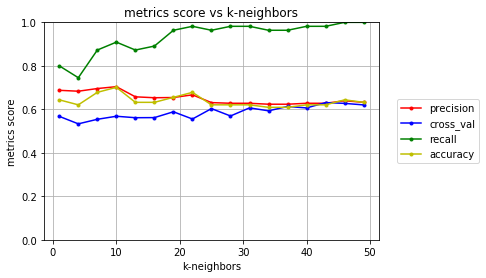 metrics score vs k-neighbors
metrics score
1.0
0.8
0.6
0.4
0.2
0.0
0 10 20 30 40 50
k-neighbors
precision
cross_val
recall
accuracy